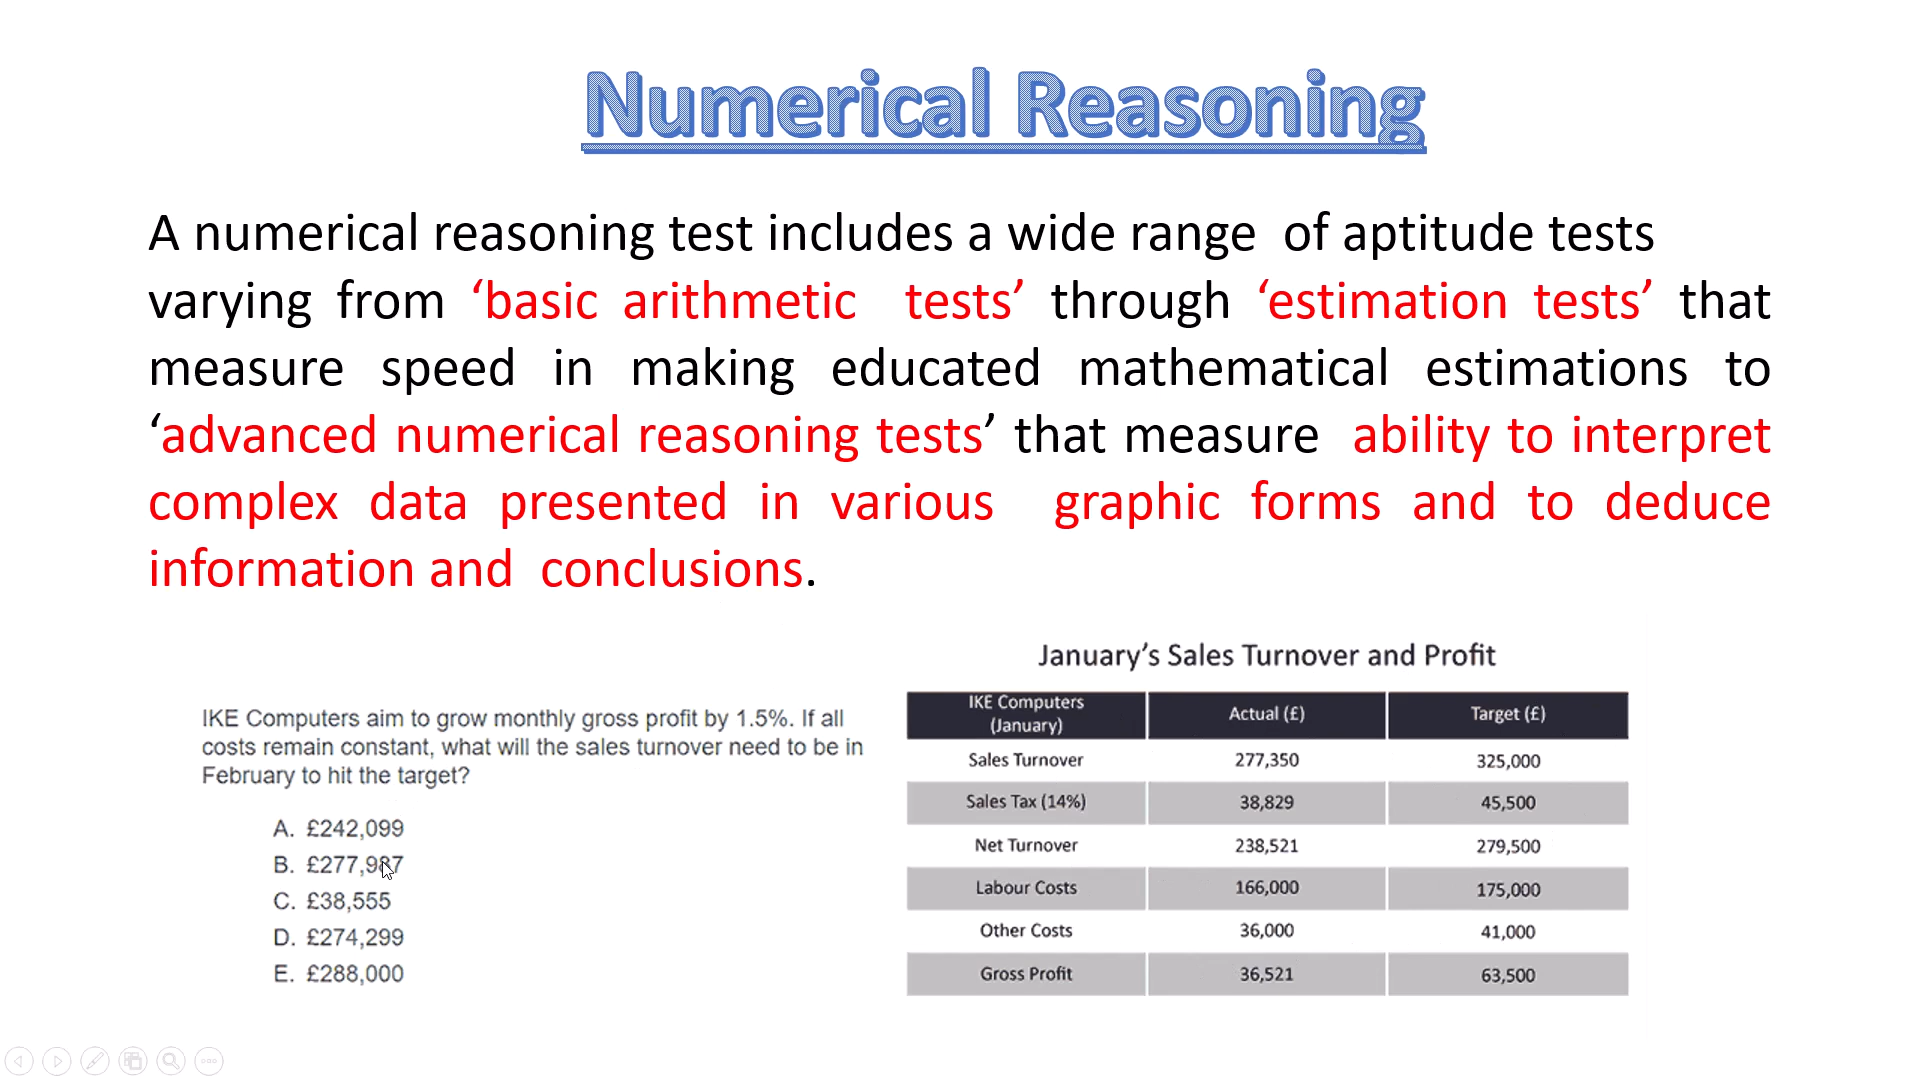 Numerical Reasoning
A numerical reasoning test includes a wide range of aptitude tests
varying from ‘basic arithmetic tests’ through ‘estimation tests’ that
measure speed in making educated mathematical estimations to
‘advanced numerical reasoning tests’ that measure ability to interpret
complex data presented in various graphic forms and to deduce
information and conclusions.
IKE Computers aim to grow monthly gross profit by 1.5%. If all
costs remain constant, what will the sales turnover need to be in
February to hit the target?
A. £242,099
B. £277,987
C. £38,555
D. £274,299
E. £288,000
January’s Sales Turnover and Profit
IKE Computers
(January) Actual (£) Target (£)
Sales Turnover 277,350 325,000
Sales Tax (14%) 38,829 45,500
Net Turnover 238,521 279,500
Labour Costs 166,000 175,000
Other Costs 36,000 41,000
Gross Profit 36,521 63,500